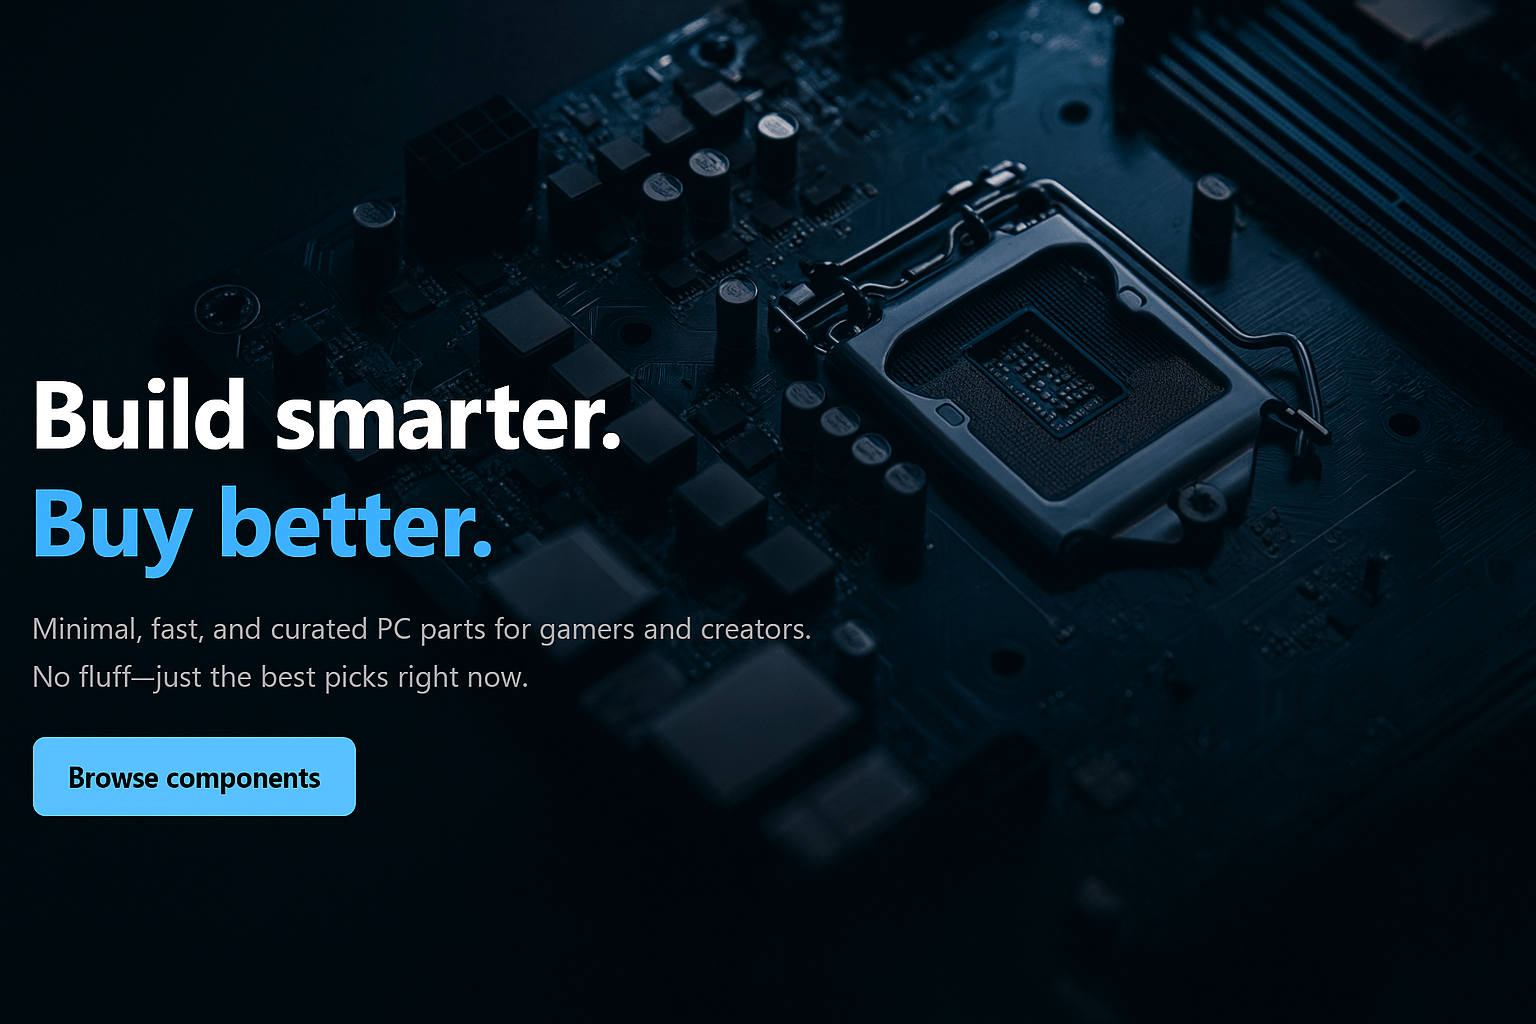 Build smarter.
Buy better.
Minimal, fast, and curated PC parts for gamers and creators.
No fluff—just the best picks right now.
Browse components